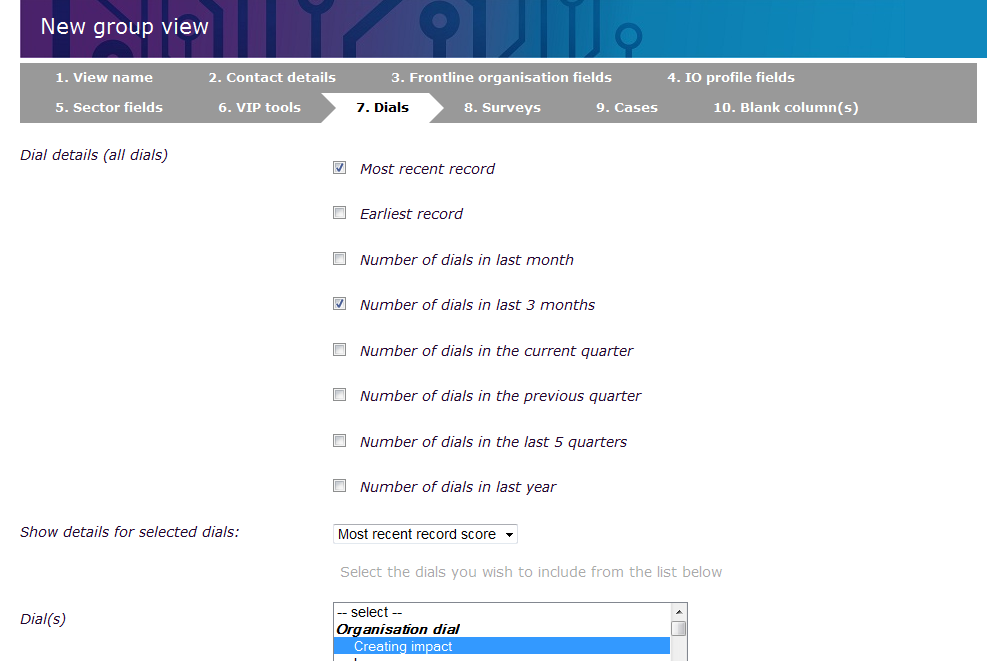 New group view
1. View name
2. Contact details
3. Frontline organisation fields
4. IO profile fields
5. Sector fields
6. VIP tools
7. Dials
8. Surveys
9. Cases
10. Blank column(s)
Dial details (all dials)
Most recent record
Earliest record
Number of dials in last month
Number of dials in last 3 months
Number of dials in the current quarter
Number of dials in the previous quarter
Number of dials in the last 5 quarters
Number of dials in last year
Show details for selected dials:
Most recent record score
Select the dials you wish to include from the list below
Dial(s)
-- select --
Organisation dial
Creating impact